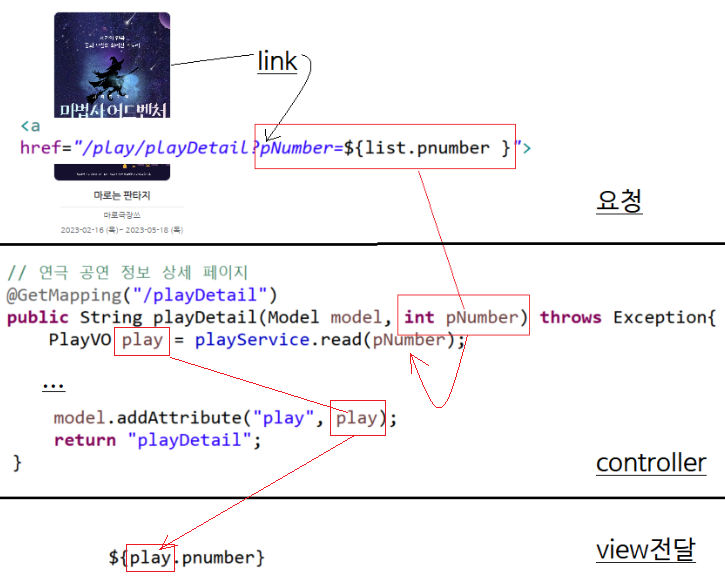 link
마법사 어드벤처
<a
href="/play/playDetail?pNumber=${list.pnumber }">
마로는 판타지
마로극장쓰
2023-02-16 (목)~ 2023-05-18 (목)
요청
// 연극 공연 정보 상세 페이지
@GetMapping("/playDetail")
public String playDetail(Model model, int pNumber) throws Exception{
PlayVO play = playService.read(pNumber);
...
model.addAttribute("play", play);
return "playDetail";
}
controller
${play.pnumber}
view전달